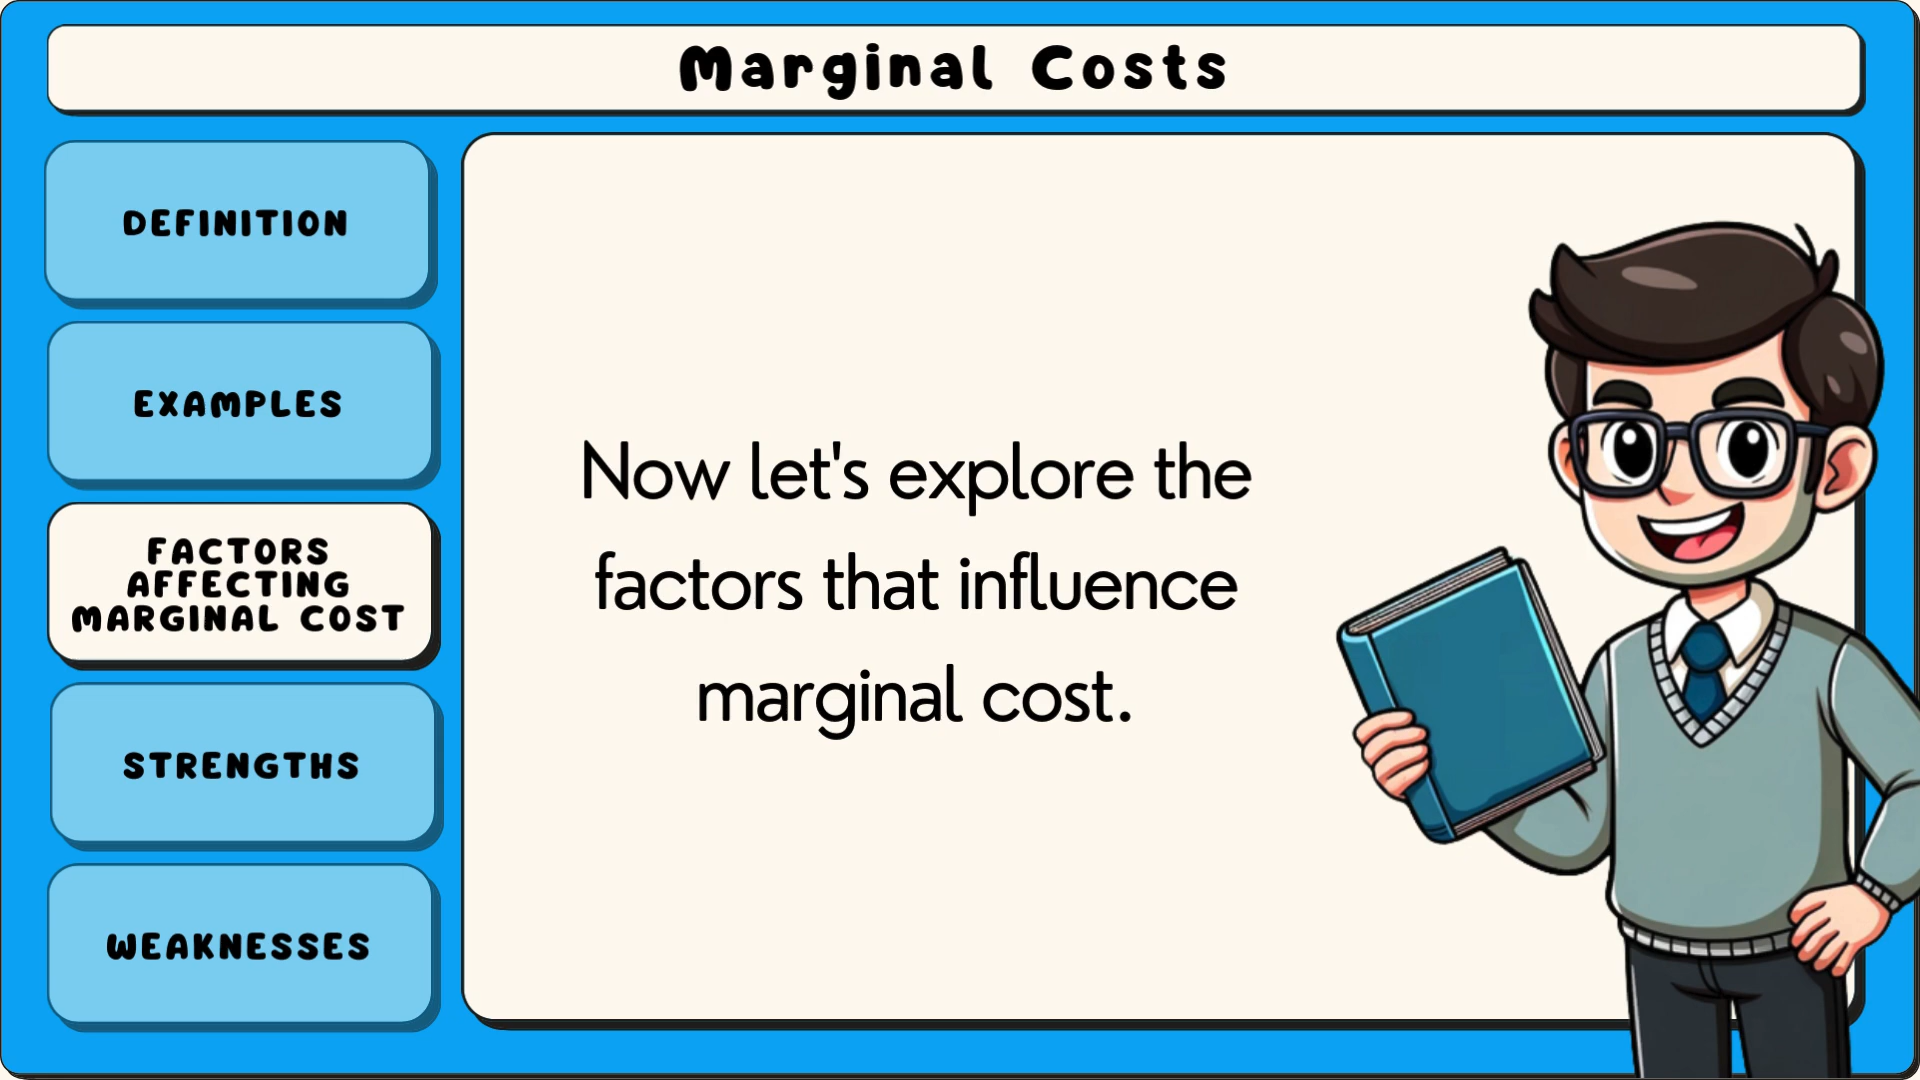 Marginal Costs
DEFINITION
EXAMPLES
FACTORS
AFFECTING
MARGINAL COST
STRENGTHS
WEAKNESSES
Now let's explore the
factors that influence
marginal cost.